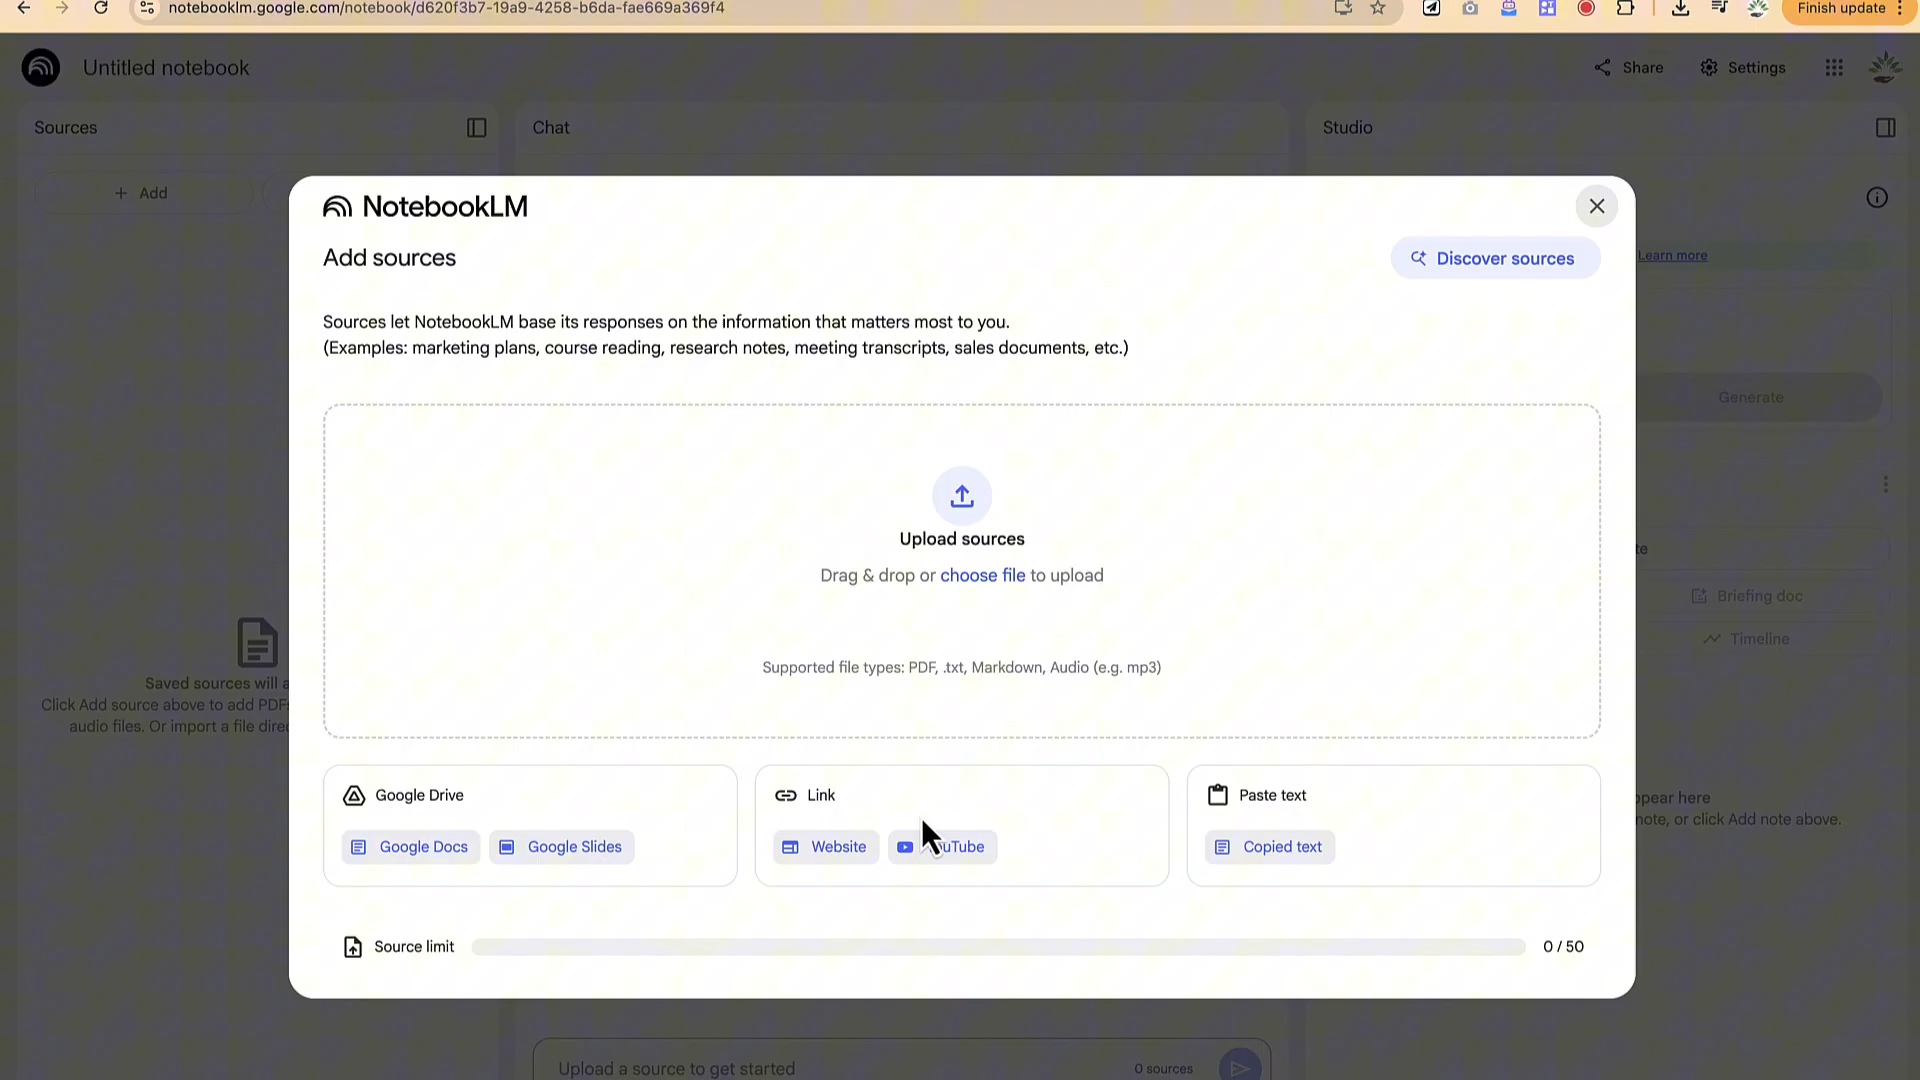 notebooklm.google.com/notebook/d620f3b7-19a9-4258-b6da-fae669a369f4
Finish update
Untitled notebook
Share
Settings
Sources
Chat
Studio
+ Add
NotebookLM
Add sources
Discover sources
Learn more
Sources let NotebookLM base its responses on the information that matters most to you.
(Examples: marketing plans, course reading, research notes, meeting transcripts, sales documents, etc.)
Generate
Upload sources
Drag & drop or choose file to upload
Supported file types: PDF, .txt, Markdown, Audio (e.g. mp3)
Briefing doc
Timeline
Saved sources will
Click Add source above to add
audio files. Or import a file
Google Drive
Google Docs
Google Slides
Link
Website
uTube
Paste text
Copied text
here
note, or click Add note above.
Source limit
0 / 50
Upload a source to get started
0 sources